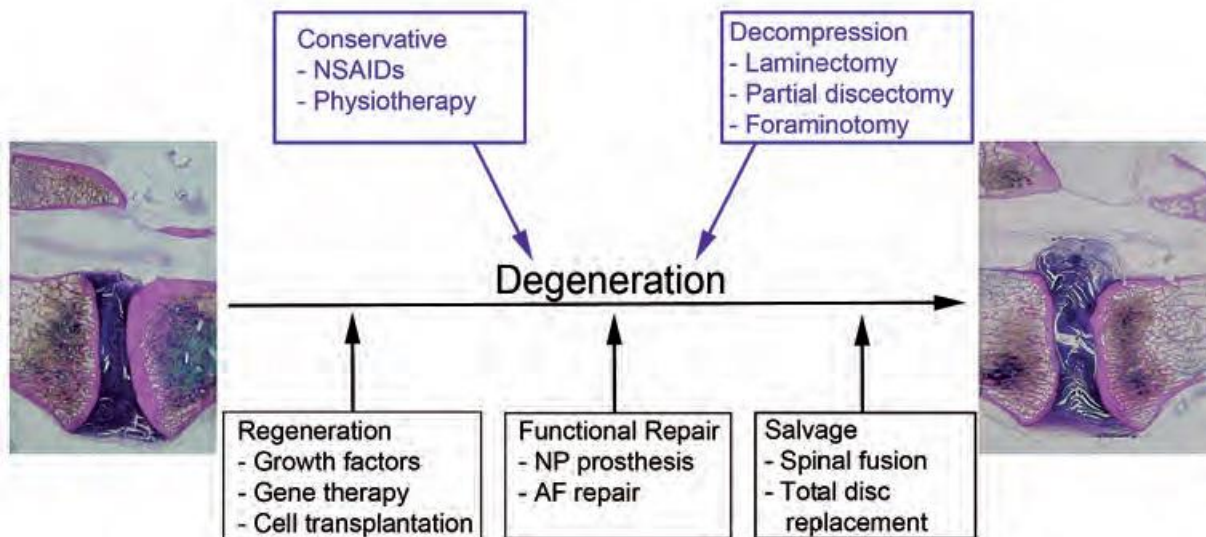 Conservative
- NSAIDs
- Physiotherapy
Decompression
- Laminectomy
- Partial discectomy
- Foraminotomy
Degeneration
Regeneration
- Growth factors
- Gene therapy
- Cell transplantation
Functional Repair
- NP prosthesis
- AF repair
Salvage
- Spinal fusion
- Total disc
replacement